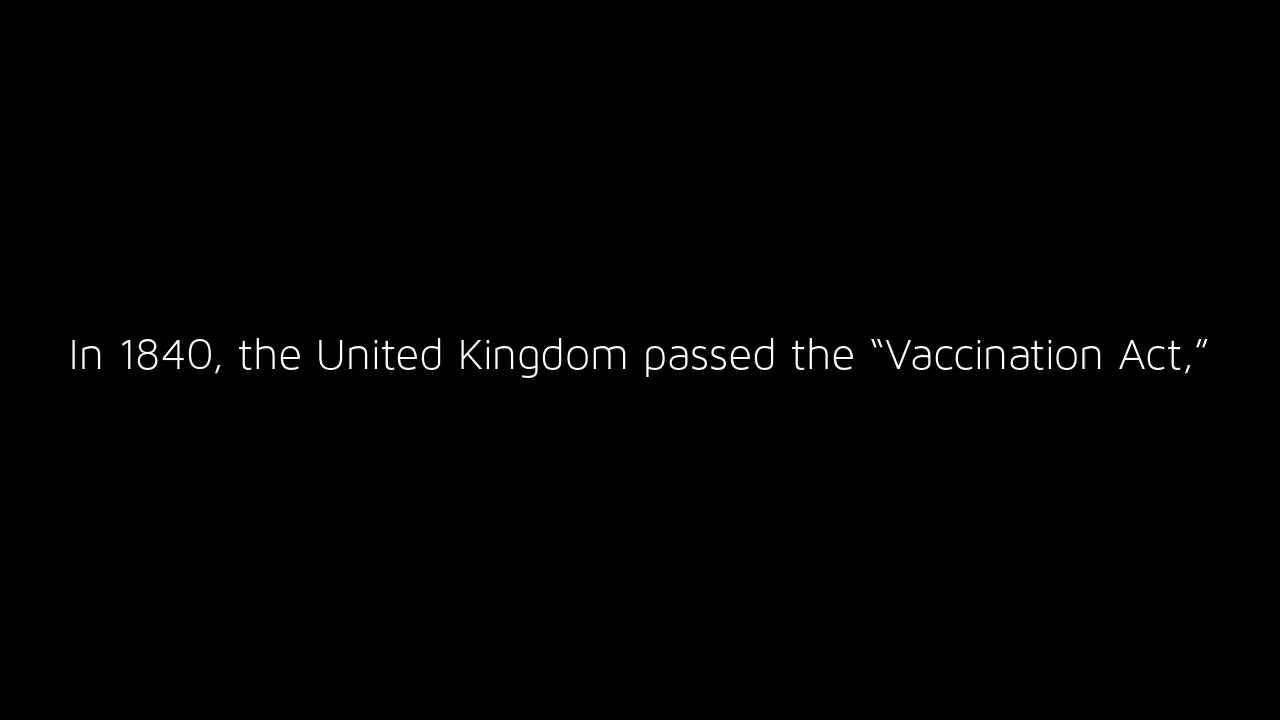 In 1840, the United Kingdom passed the “Vaccination Act,”